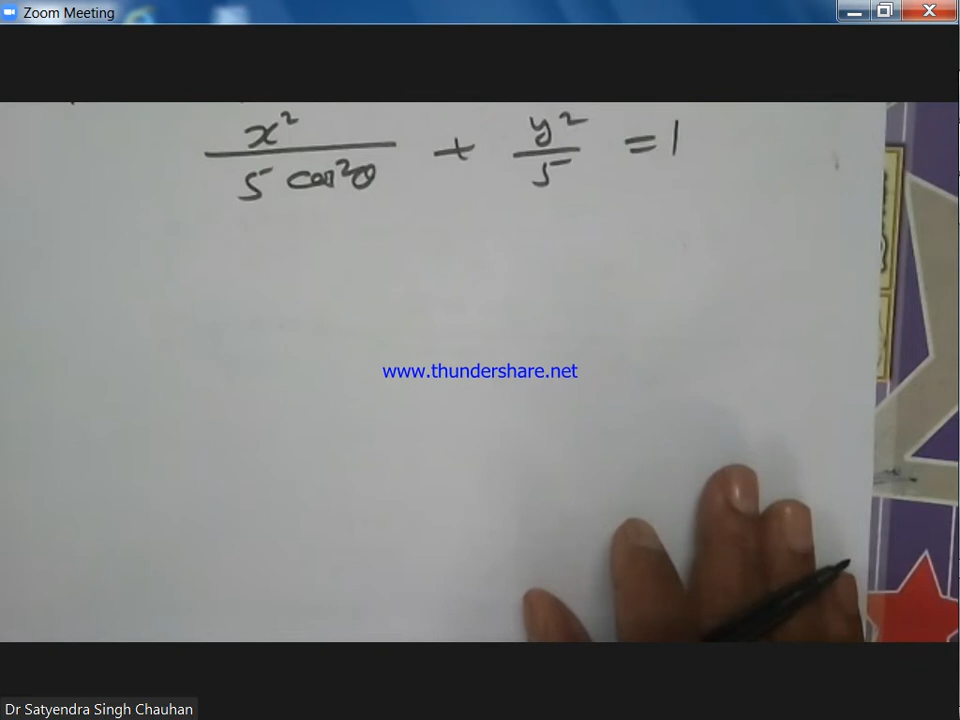 Zoom Meeting
x²/(5 cos²θ) + y²/5 = 1
www.thundershare.net
Dr Satyendra Singh Chauhan